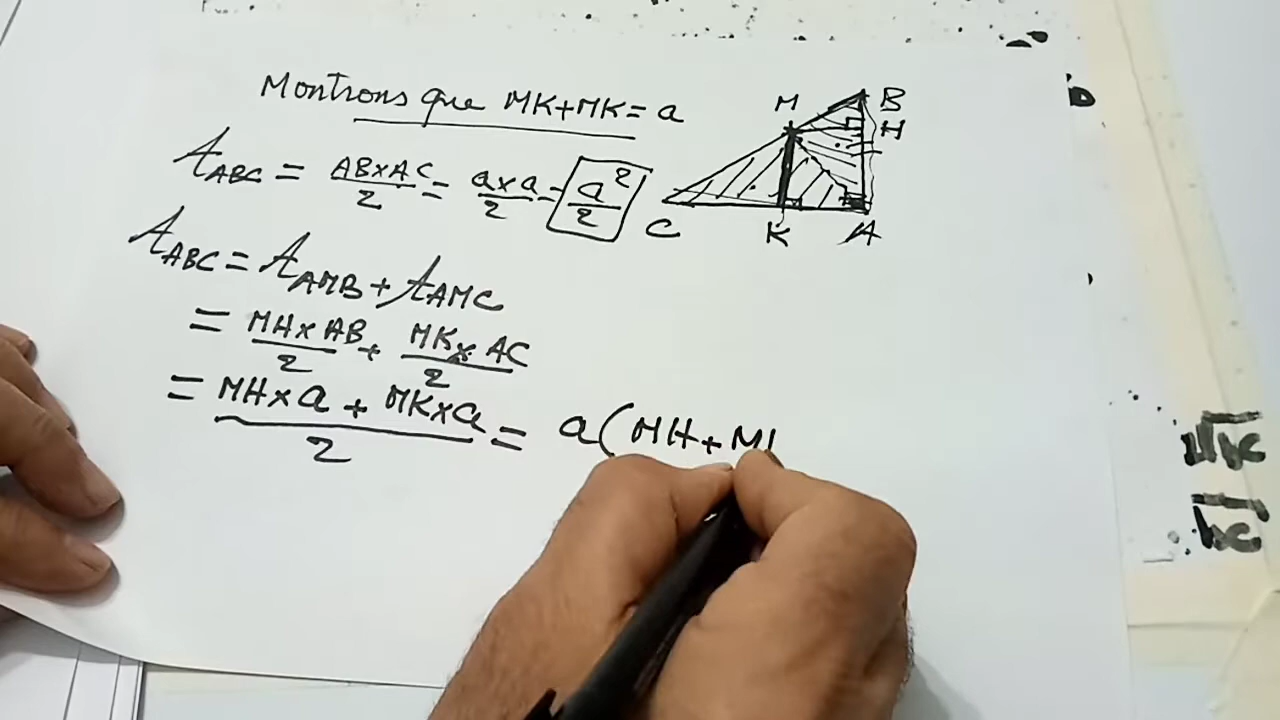 Montrons que MK+MK=a
M
B
H
C
K
A
A_ABC = AB×AC/2 = a×a/2 = a²/2
A_ABC = A_AMB + A_AMC
= MH×AB/2 + MK×AC/2
= MH×a + MK×a/2 = a(MH+M